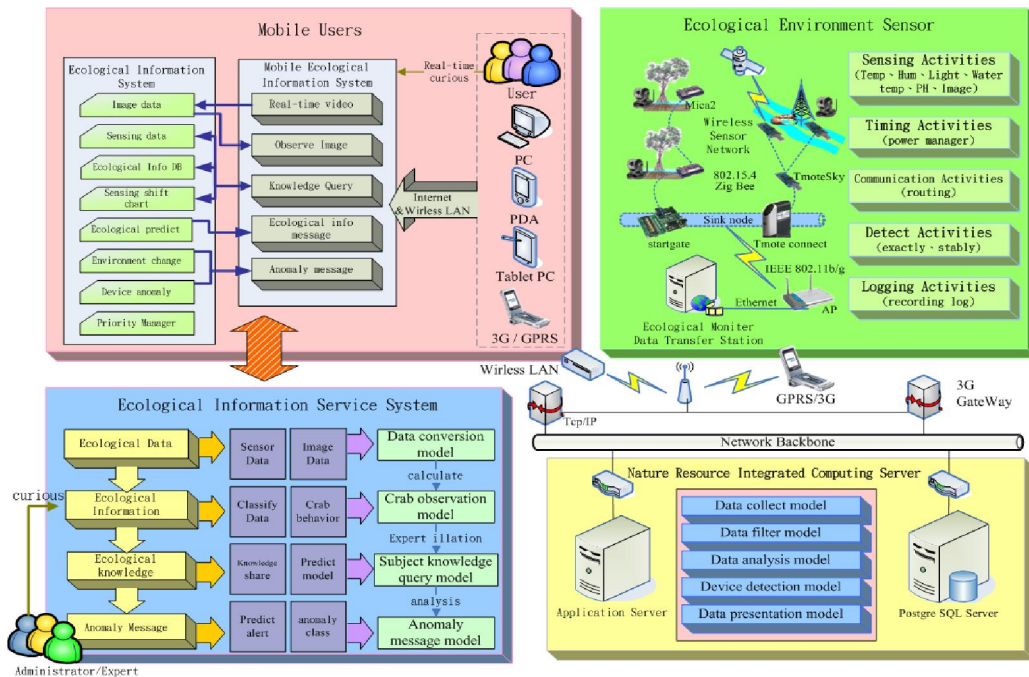 Mobile Users
Ecological Information
System
Image data
Sensing data
Ecological Info DB
Sensing shift
chart
Ecological predict
Environment change
Device anomaly
Priority Manager
Mobile Ecological
Information System
Real-time video
Observe Image
Knowledge Query
Ecological info
message
Anomaly message
Real-time
curious
Internet
&Wirless LAN
User
PC
PDA
Tablet PC
3G / GPRS
Ecological Environment Sensor
Mica2
Wireless
Sensor
Network
802.15.4
Zig Bee
TmoteSky
Sink node
startgate
Tmote connect
IEEE 802.11b/g
Ethernet
AP
Ecological Moniter
Data Transfer Station
Sensing Activities
(Temp、Hum、Light、Water
temp、PH、Image)
Timing Activities
(power manager)
Communication Activities
(routing)
Detect Activities
(exactly、stably)
Logging Activities
(recording log)
Wirless LAN
GPRS/3G
3G
GateWay
Tcp/IP
Network Backbone
Ecological Information Service System
Ecological Data
Sensor
Data
Image
Data
Data conversion
model
calculate
curious
Ecological
Information
Classify
Data
Crab
behavior
Crab observation
model
Expert illation
Ecological
knowledge
Knowledge
share
Predict
model
Subject knowledge
query model
analysis
Anomaly Message
Predict
alert
anomaly
class
Anomaly
message model
Administrator/Expert
Nature Resource Integrated Computing Server
Data collect model
Data filter model
Data analysis model
Device detection model
Data presentation model
Application Server
Postgre SQL Server